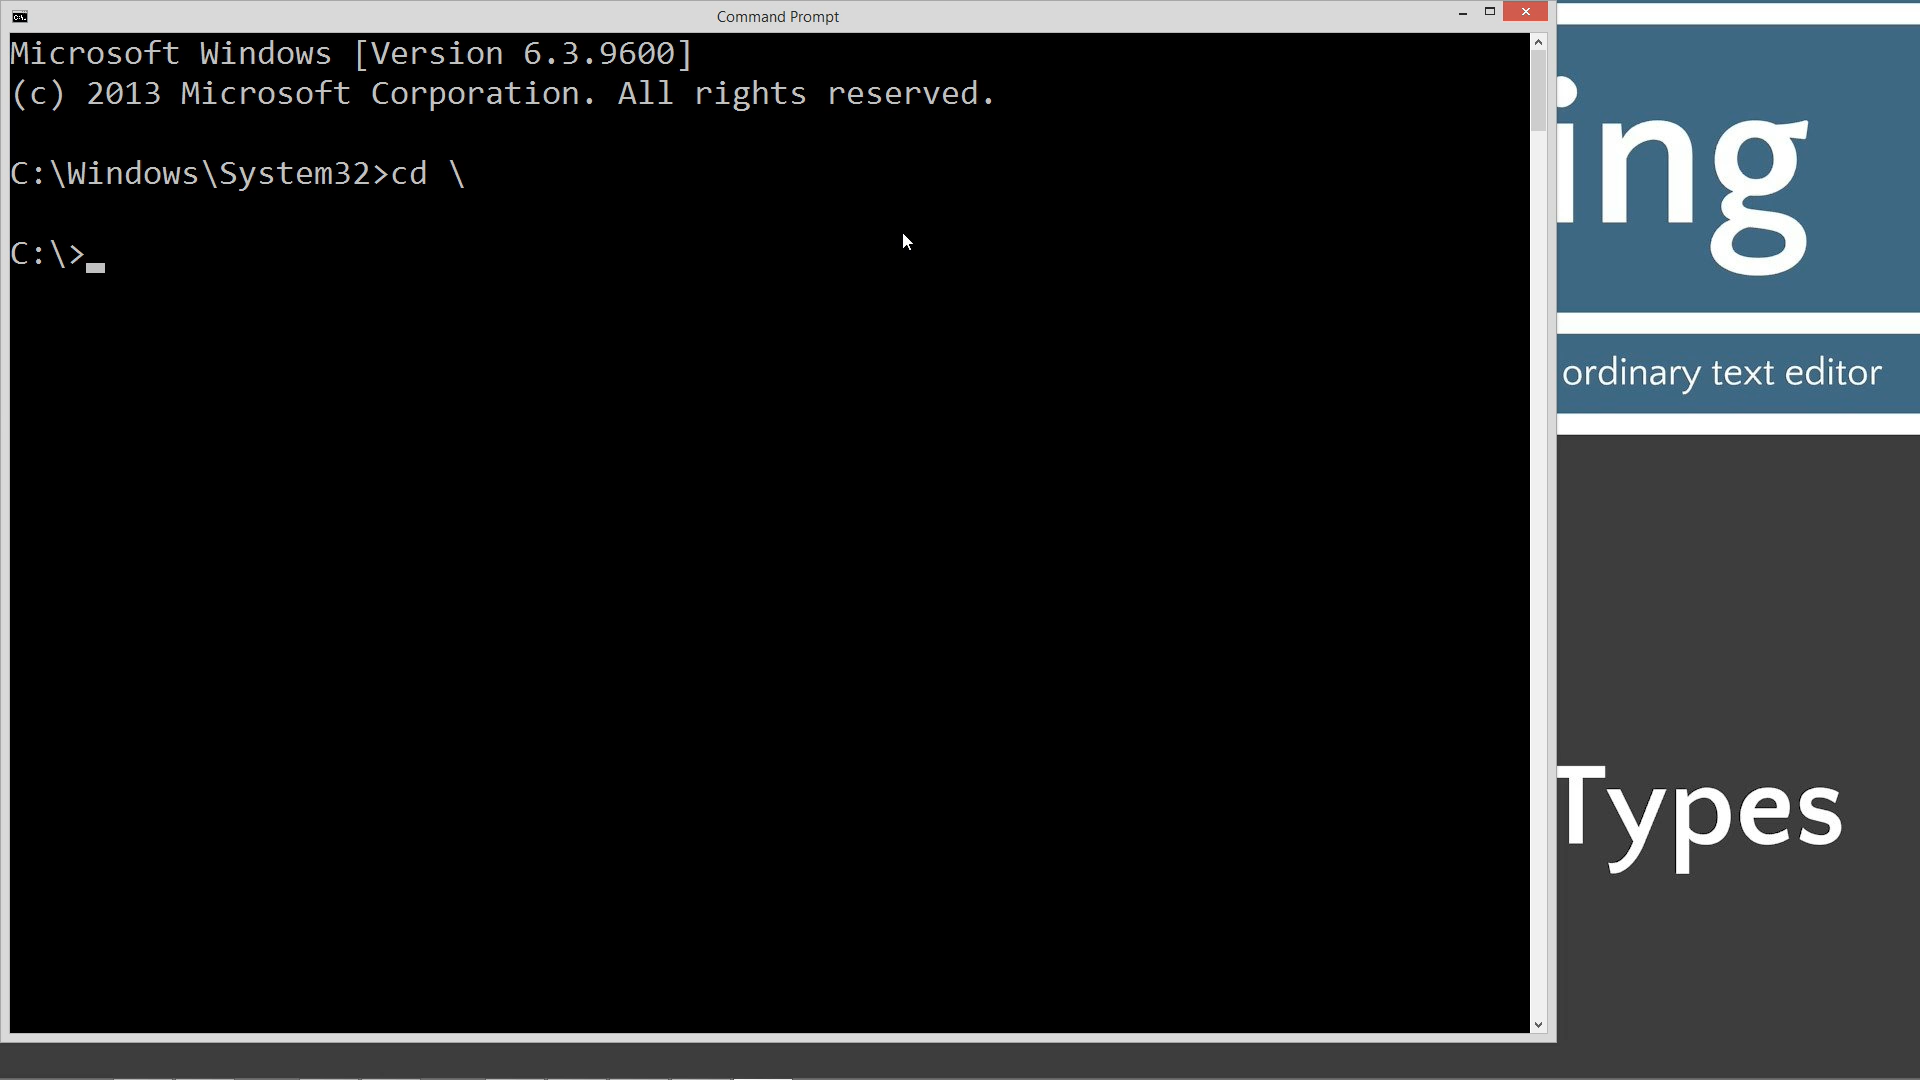 Command Prompt
Microsoft Windows [Version 6.3.9600]
(c) 2013 Microsoft Corporation. All rights reserved.
C:\Windows\System32>cd \
C:\>
ing
ordinary text editor
Types